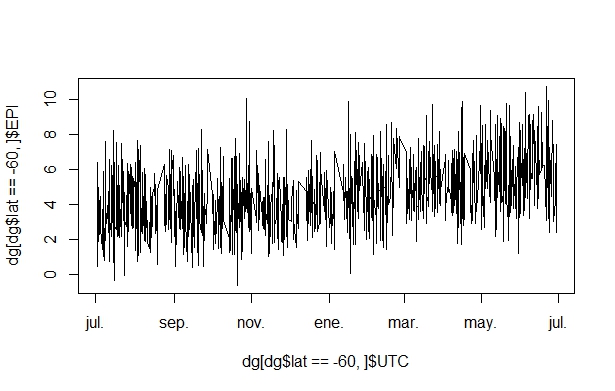 dg[dg$lat == -60, ]$EPI
10
8
6
4
2
0
jul. sep. nov. ene. mar. may. jul.
dg[dg$lat == -60, ]$UTC